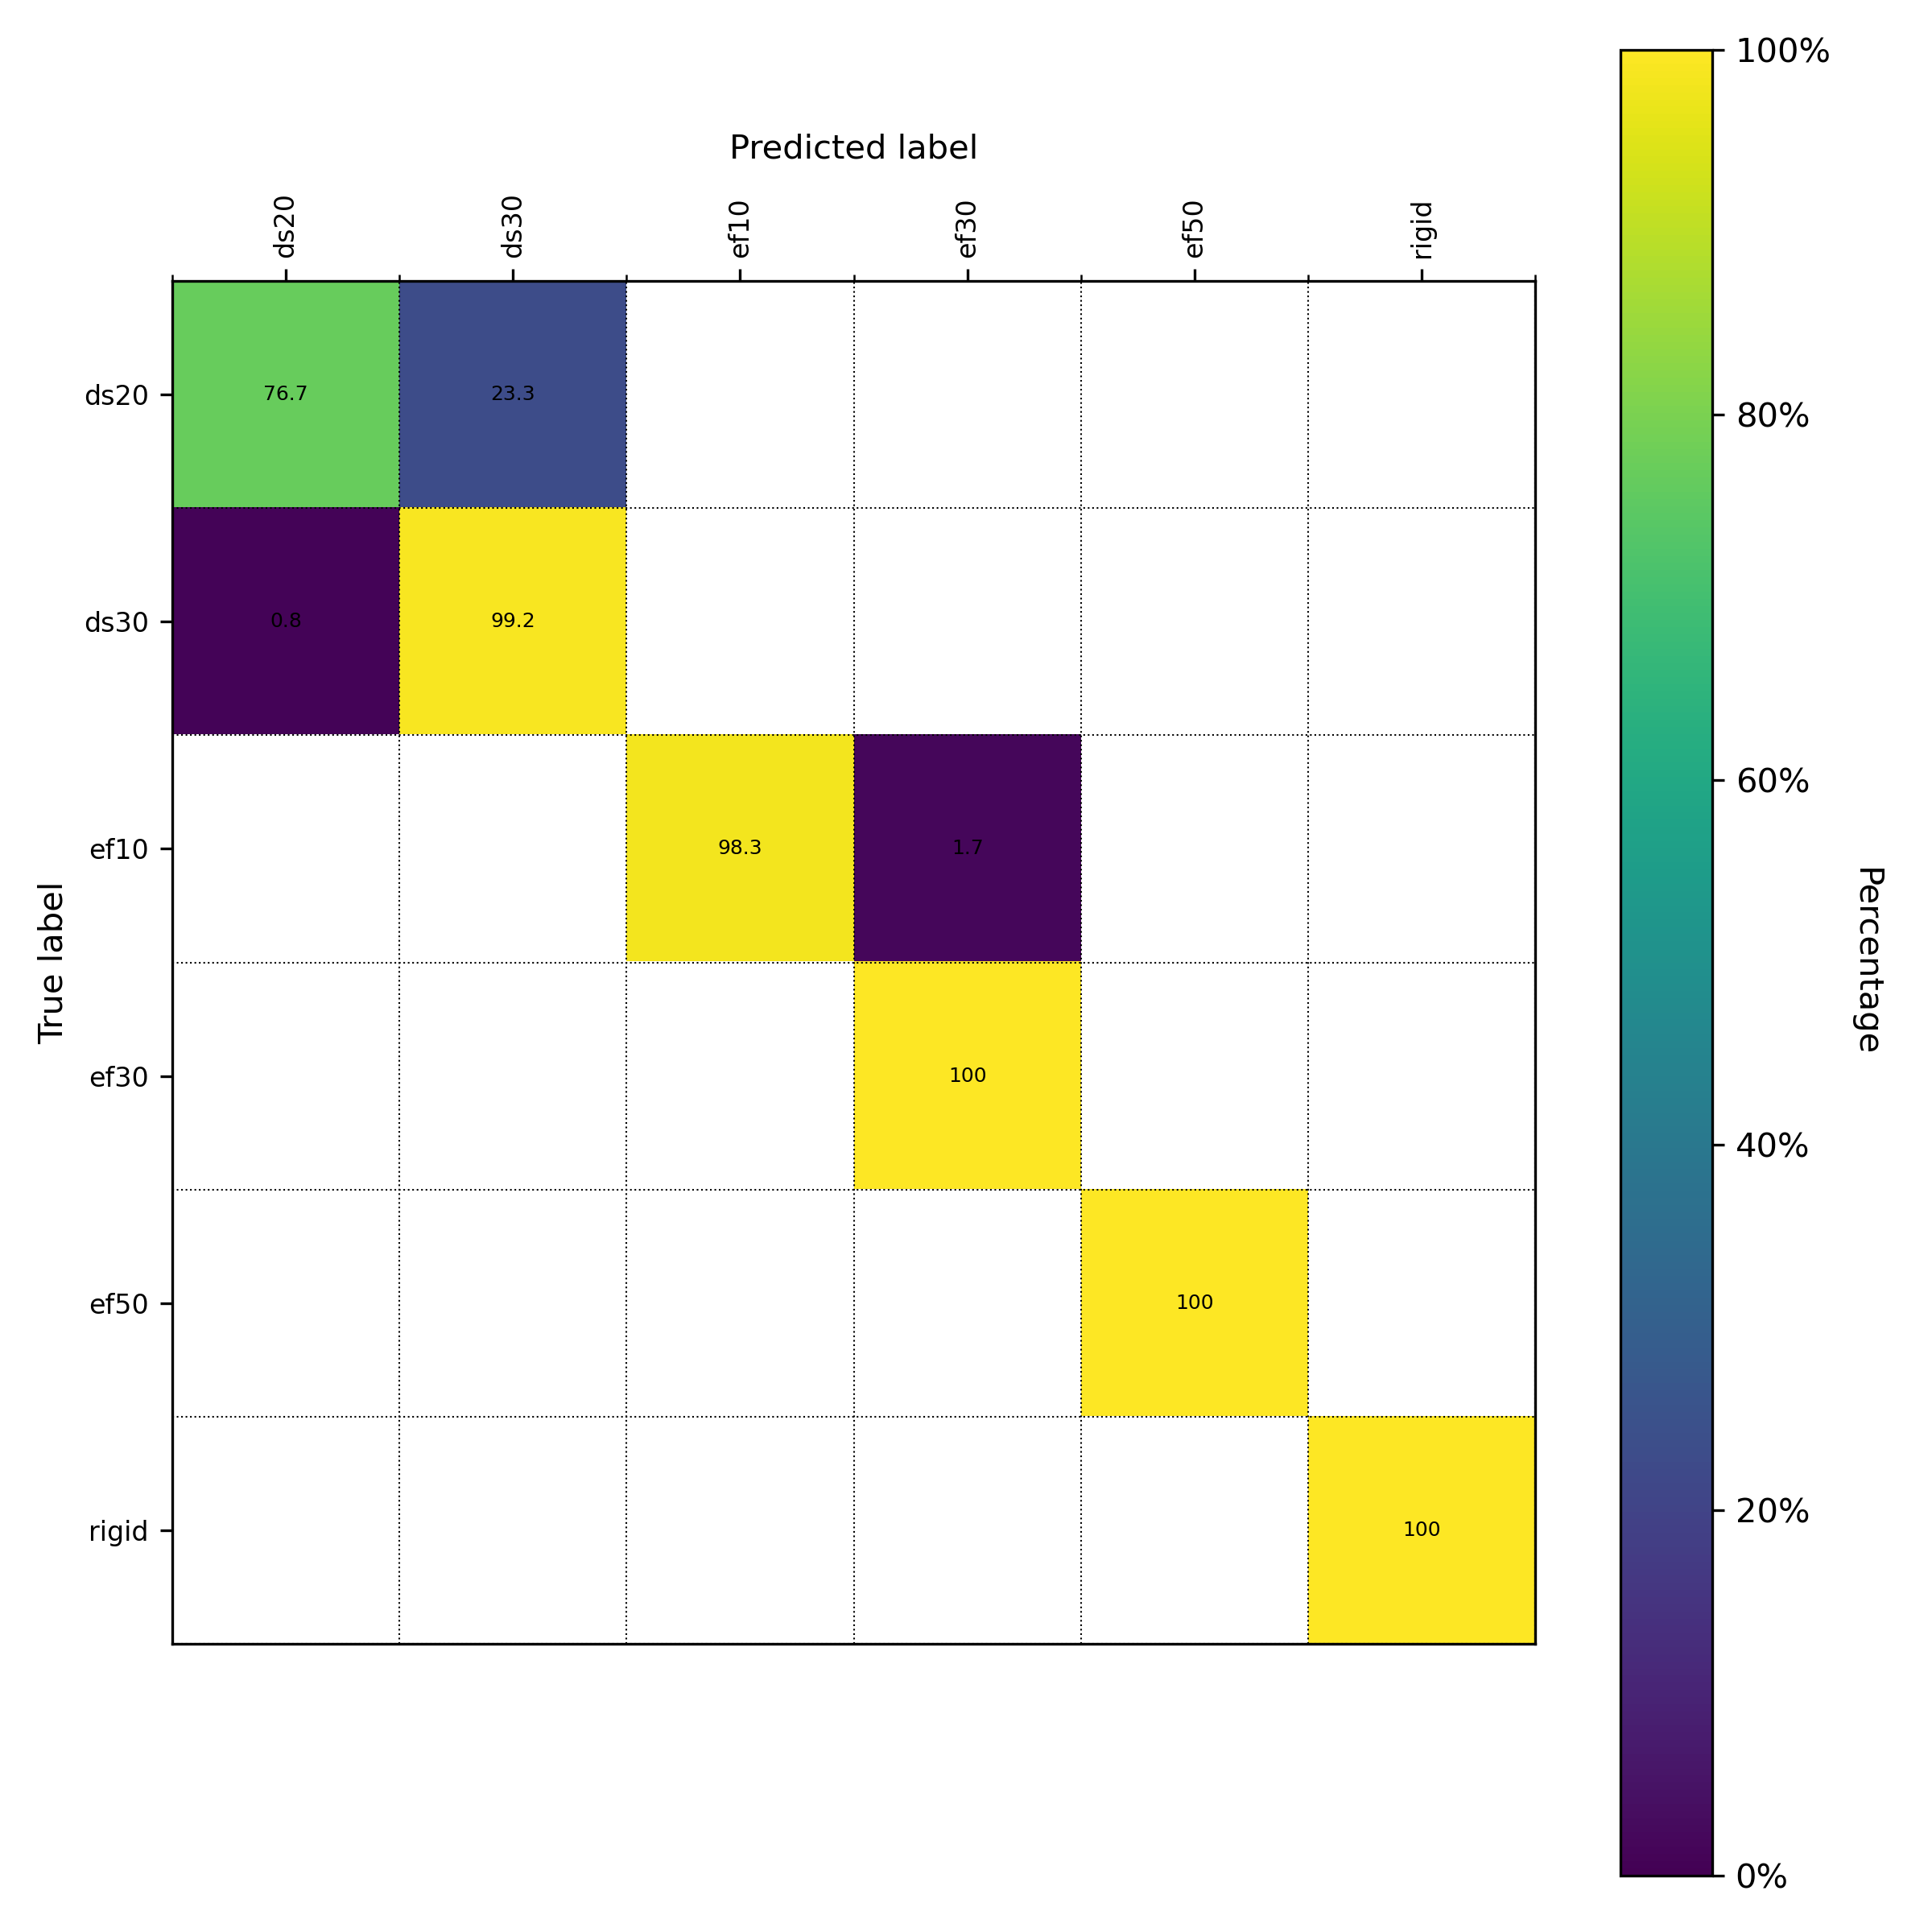 Predicted label
ds20 ds30 ef10 ef30 ef50 rigid
ds20 76.7 23.3
ds30 0.8 99.2
ef10 98.3 1.7
ef30 100
ef50 100
rigid 100
True label
100%
80%
60%
40%
20%
0%
Percentage